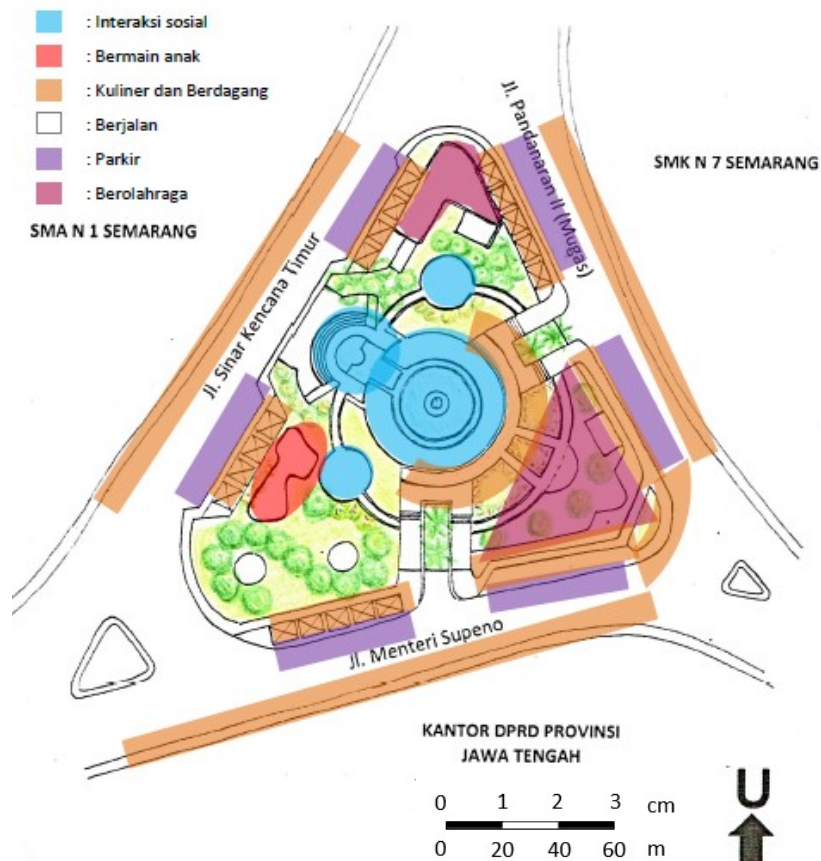 : Interaksi sosial
: Bermain anak
: Kuliner dan Berdagang
: Berjalan
: Parkir
: Berolahraga
SMA N 1 SEMARANG
Jl. Pandanaran II (Mugas)
SMK N 7 SEMARANG
Jl. Sinar Kencana Timur
Jl. Menteri Supeno
KANTOR DPRD PROVINSI
JAWA TENGAH
0 1 2 3 cm
0 20 40 60 m
U